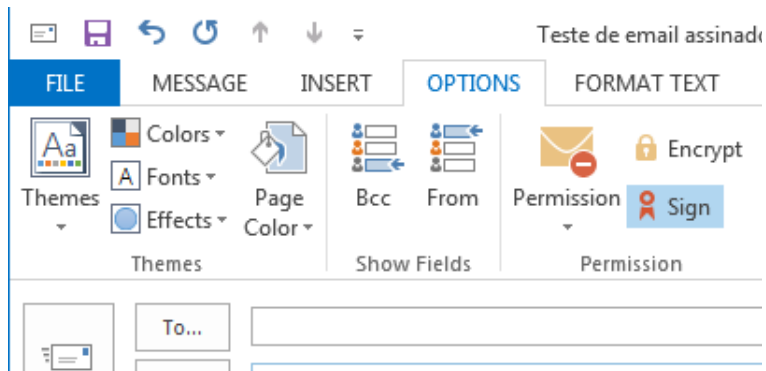 Teste de email assinado
FILE MESSAGE INSERT OPTIONS FORMAT TEXT
Aa Themes
Colors
A Fonts
Effects
Page Color
Bcc
From
Permission
Encrypt
Sign
Themes Show Fields Permission
To...